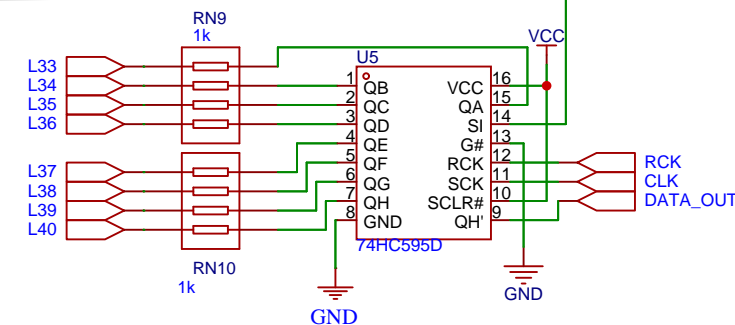 RN9
1k
L33
L34
L35
L36
L37
L38
L39
L40
RN10
1k
U5
1 QB VCC 16
2 QC QA 15
3 QD SI 14
4 QE G# 13
5 QF RCK 12
6 QG SCK 11
7 QH SCLR# 10
8 GND QH' 9
74HC595D
VCC
RCK
CLK
DATA_OUT
GND
GND